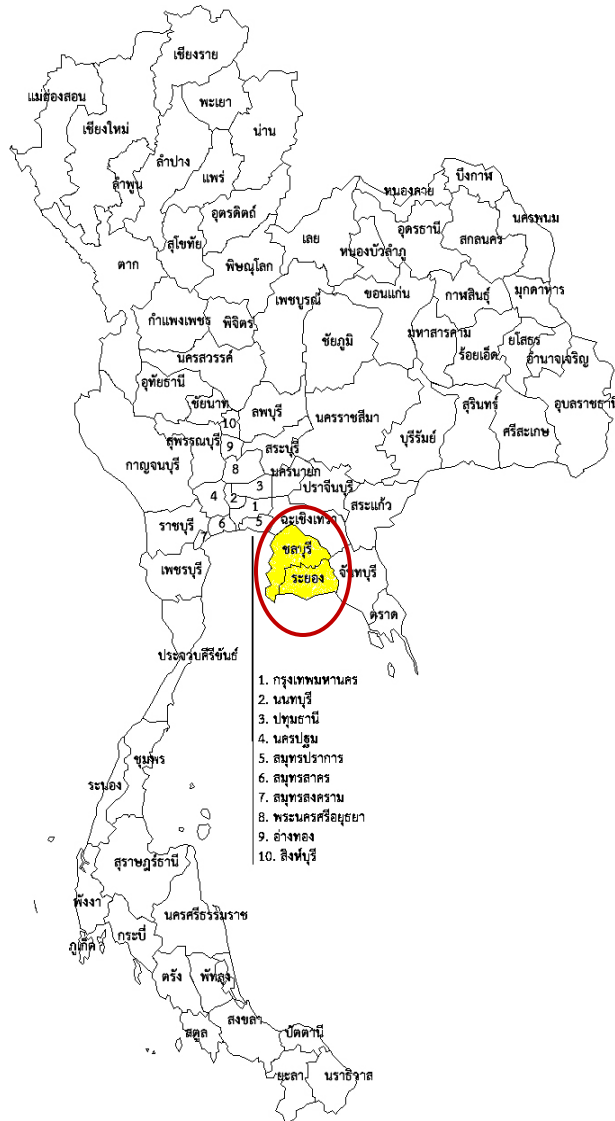 เชียงราย
แม่ฮ่องสอน
พะเยา
เชียงใหม่
น่าน
ลำปาง
แพร่
ลำพูน
อุตรดิตถ์
สุโขทัย
ตาก
พิษณุโลก
บึงกาฬ
หนองคาย
นครพนม
อุดรธานี
สกลนคร
เลย
หนองบัวลำภู
เพชรบูรณ์
ขอนแก่น
กาฬสินธุ์
มุกดาหาร
กำแพงเพชร
พิจิตร
ชัยภูมิ
มหาสารคาม
ยโสธร
ร้อยเอ็ด
อำนาจเจริญ
นครสวรรค์
อุทัยธานี
ชัยนาท
ลพบุรี
นครราชสีมา
สุรินทร์
อุบลราชธานี
10
บุรีรัมย์
ศรีสะเกษ
สุพรรณบุรี
9
สระบุรี
กาญจนบุรี
8
นครนายก
3
ปราจีนบุรี
4
2
1
สระแก้ว
ราชบุรี
6
5
ฉะเชิงเทรา
7
ชลบุรี
เพชรบุรี
ระยอง
จันทบุรี
ตราด
ประจวบคีรีขันธ์
1. กรุงเทพมหานคร
2. นนทบุรี
3. ปทุมธานี
4. นครปฐม
5. สมุทรปราการ
6. สมุทรสาคร
7. สมุทรสงคราม
8. พระนครศรีอยุธยา
9. อ่างทอง
10. สิงห์บุรี
ชุมพร
ระนอง
สุราษฎร์ธานี
พังงา
นครศรีธรรมราช
กระบี่
ภูเก็ต
ตรัง
พัทลุง
สงขลา
สตูล
ปัตตานี
ยะลา
นราธิวาส